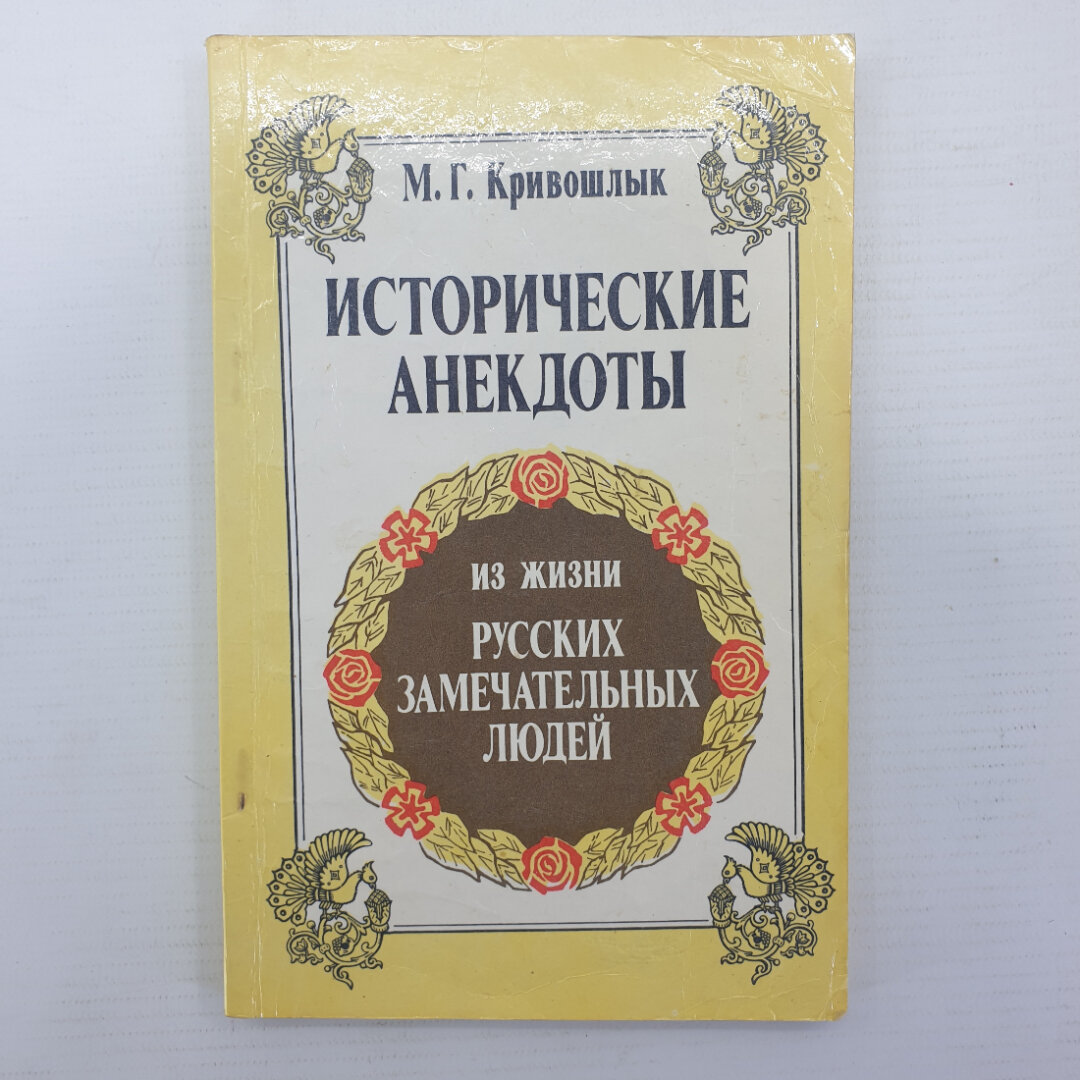 М. Г. Кривошлык
ИСТОРИЧЕСКИЕ
АНЕКДОТЫ
ИЗ ЖИЗНИ
РУССКИХ
ЗАМЕЧАТЕЛЬНЫХ
ЛЮДЕЙ